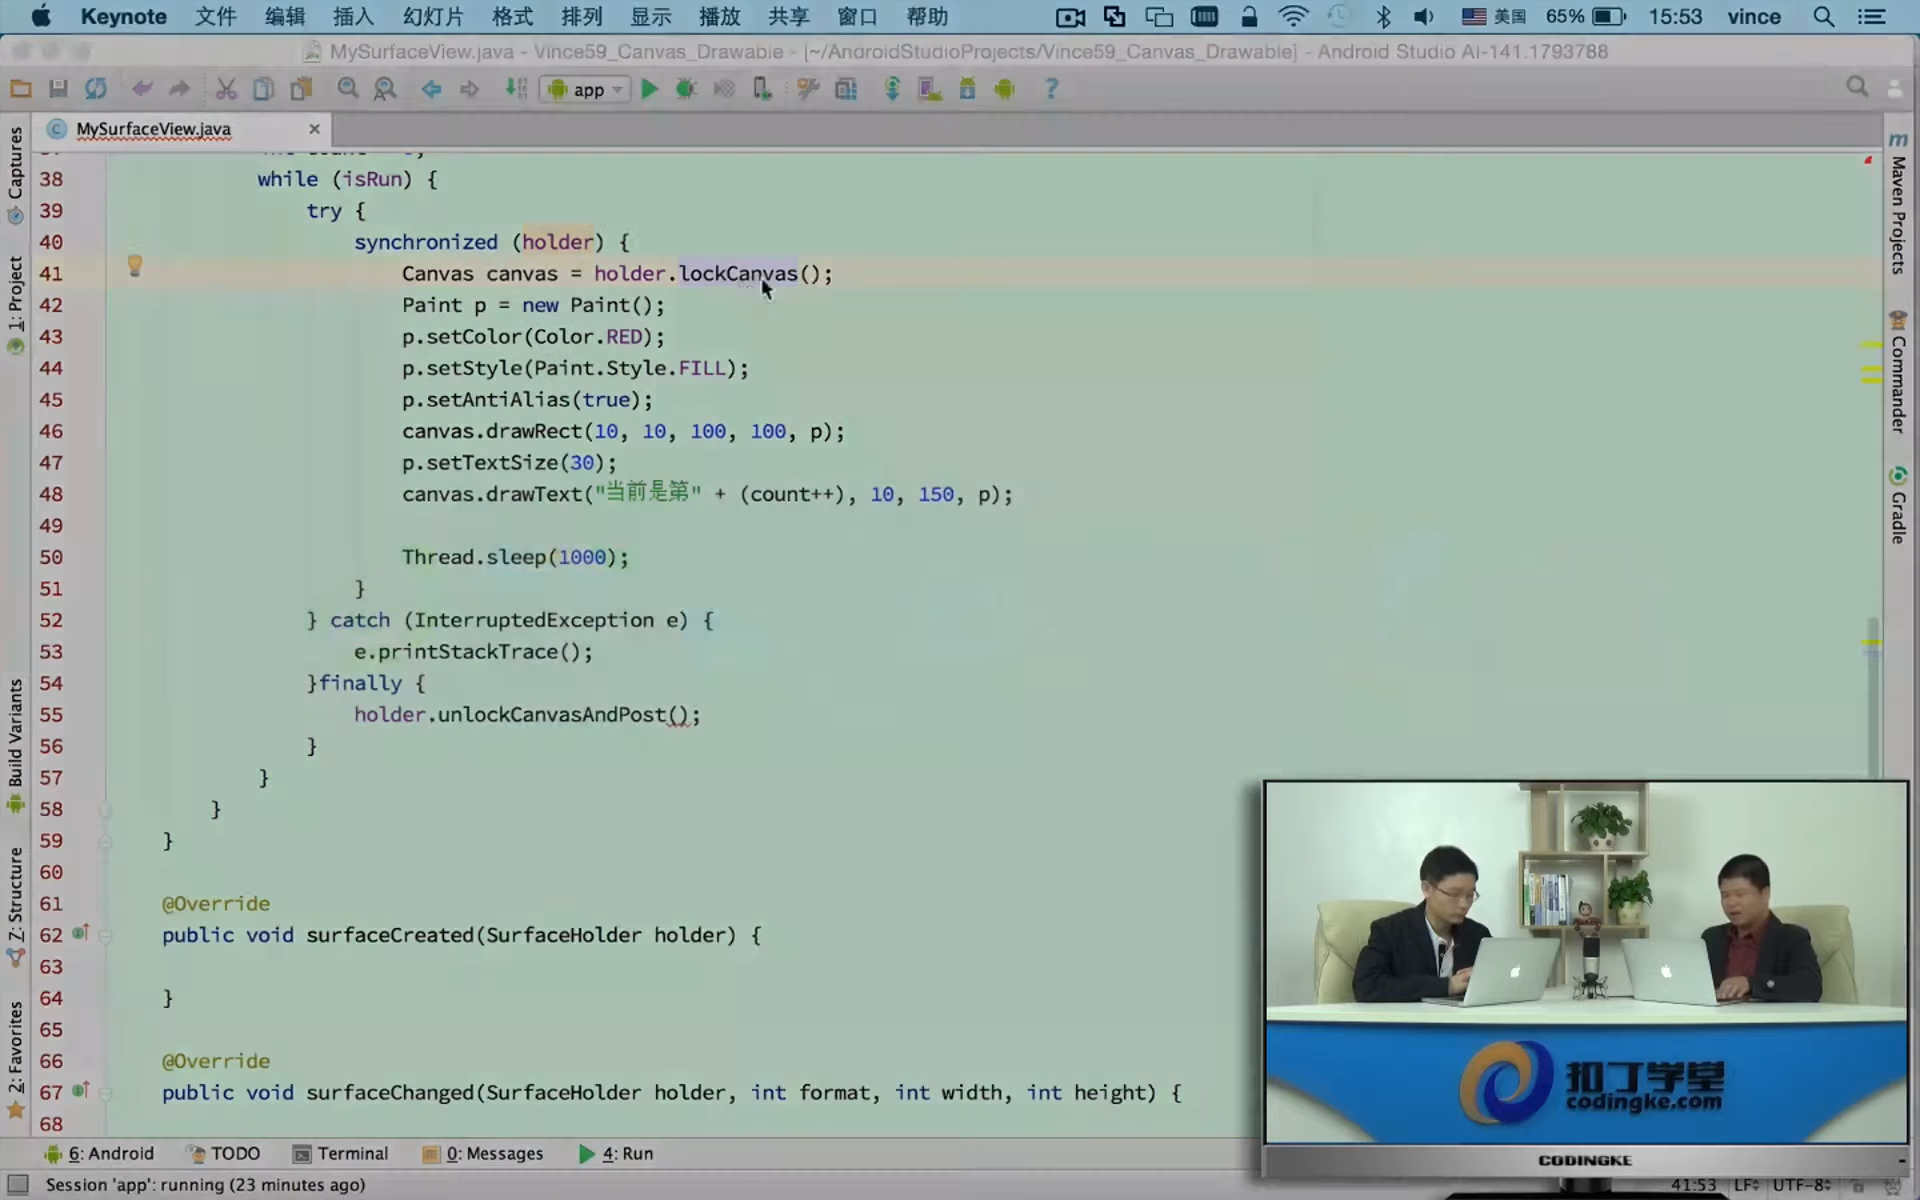 Keynote 文件 编辑 插入 幻灯片 格式 排列 显示 播放 共享 窗口 帮助 美国 65% 15:53 vince
MySurfaceView.java - Vince59_Canvas_Drawable - [~/AndroidStudioProjects/Vince59_Canvas_Drawable] - Android Studio AI-141.1793788
app
MySurfaceView.java
38 while (isRun) {
39 try {
40 synchronized (holder) {
41 Canvas canvas = holder.lockCanvas();
42 Paint p = new Paint();
43 p.setColor(Color.RED);
44 p.setStyle(Paint.Style.FILL);
45 p.setAntiAlias(true);
46 canvas.drawRect(10, 10, 100, 100, p);
47 p.setTextSize(30);
48 canvas.drawText("当前是第" + (count++), 10, 150, p);
49
50 Thread.sleep(1000);
51 }
52 } catch (InterruptedException e) {
53 e.printStackTrace();
54 }finally {
55 holder.unlockCanvasAndPost();
56 }
57 }
58 }
59 }
60
61 @Override
62 public void surfaceCreated(SurfaceHolder holder) {
63
64 }
65
66 @Override
67 public void surfaceChanged(SurfaceHolder holder, int format, int width, int height) {
68
Captures
1: Project
Build Variants
Z: Structure
2: Favorites
m
Maven Projects
Commander
Gradle
扣丁学堂
codingke.com
CODINGKE
6: Android TODO Terminal 0: Messages 4: Run
Session 'app': running (23 minutes ago) 41:53 LF UTF-8